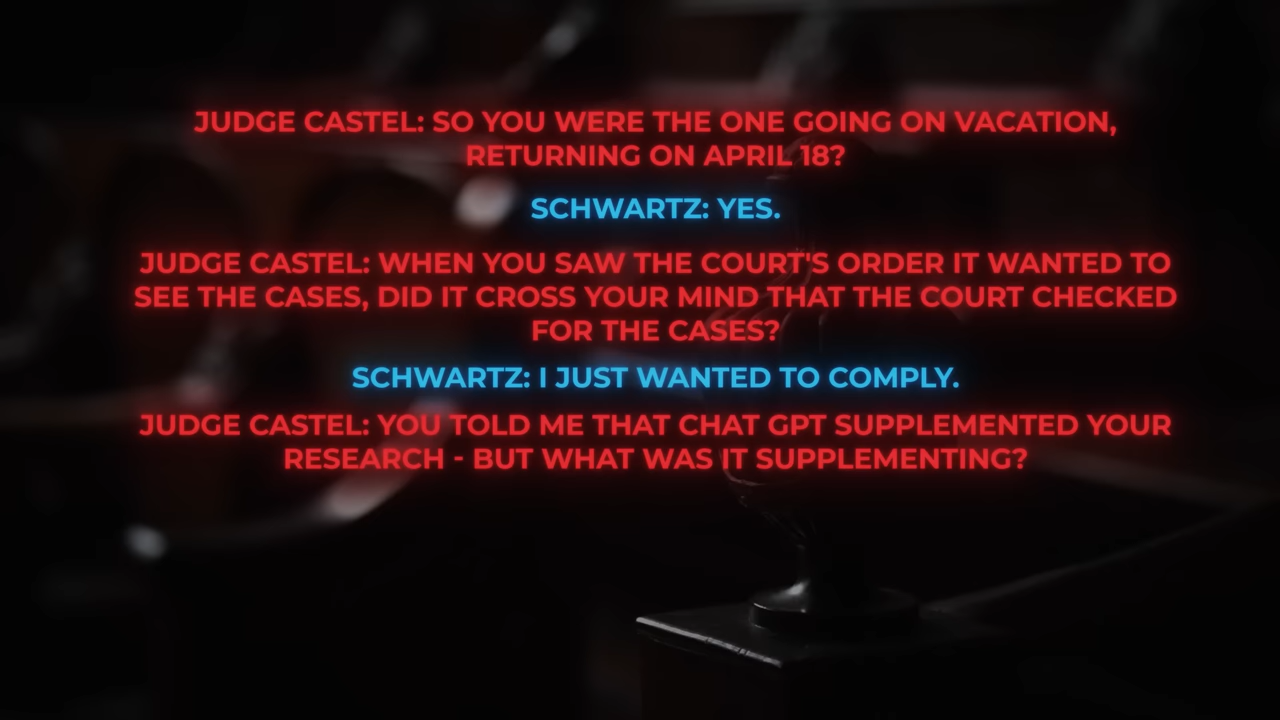 JUDGE CASTEL: SO YOU WERE THE ONE GOING ON VACATION,
RETURNING ON APRIL 18?
SCHWARTZ: YES.
JUDGE CASTEL: WHEN YOU SAW THE COURT'S ORDER IT WANTED TO
SEE THE CASES, DID IT CROSS YOUR MIND THAT THE COURT CHECKED
FOR THE CASES?
SCHWARTZ: I JUST WANTED TO COMPLY.
JUDGE CASTEL: YOU TOLD ME THAT CHAT GPT SUPPLEMENTED YOUR
RESEARCH - BUT WHAT WAS IT SUPPLEMENTING?